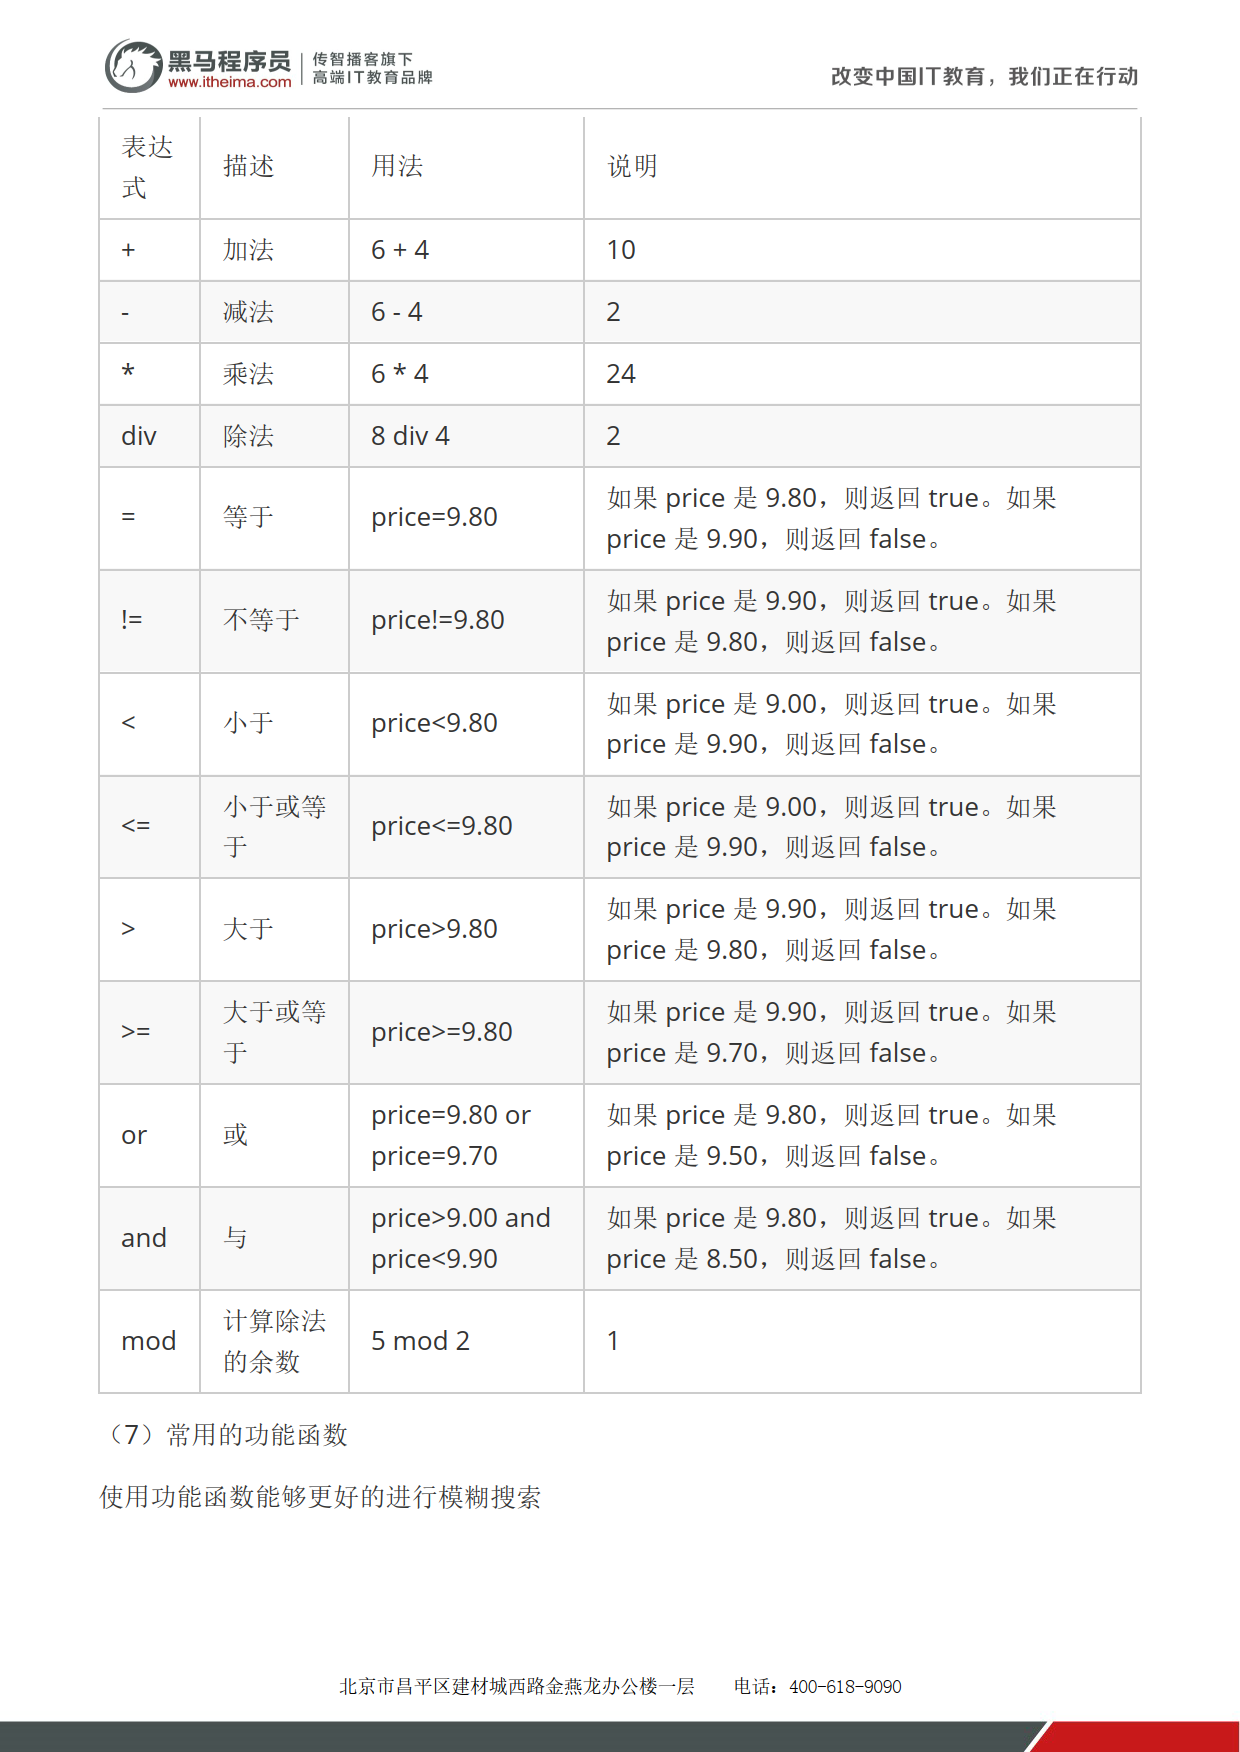 黑马程序员
www.itheima.com
传智播客旗下
高端IT教育品牌
改变中国IT教育，我们正在行动
表达
式
描述
用法
说明
+
加法
6 + 4
10
-
减法
6 - 4
2
*
乘法
6 * 4
24
div
除法
8 div 4
2
=
等于
price=9.80
如果 price 是 9.80，则返回 true。如果
price 是 9.90，则返回 false。
!=
不等于
price!=9.80
如果 price 是 9.90，则返回 true。如果
price 是 9.80，则返回 false。
<
小于
price<9.80
如果 price 是 9.00，则返回 true。如果
price 是 9.90，则返回 false。
<=
小于或等
于
price<=9.80
如果 price 是 9.00，则返回 true。如果
price 是 9.90，则返回 false。
>
大于
price>9.80
如果 price 是 9.90，则返回 true。如果
price 是 9.80，则返回 false。
>=
大于或等
于
price>=9.80
如果 price 是 9.90，则返回 true。如果
price 是 9.70，则返回 false。
or
或
price=9.80 or
price=9.70
如果 price 是 9.80，则返回 true。如果
price 是 9.50，则返回 false。
and
与
price>9.00 and
price<9.90
如果 price 是 9.80，则返回 true。如果
price 是 8.50，则返回 false。
mod
计算除法
的余数
5 mod 2
1
（7）常用的功能函数
使用功能函数能够更好的进行模糊搜索
北京市昌平区建材城西路金燕龙办公楼一层 电话：400-618-9090